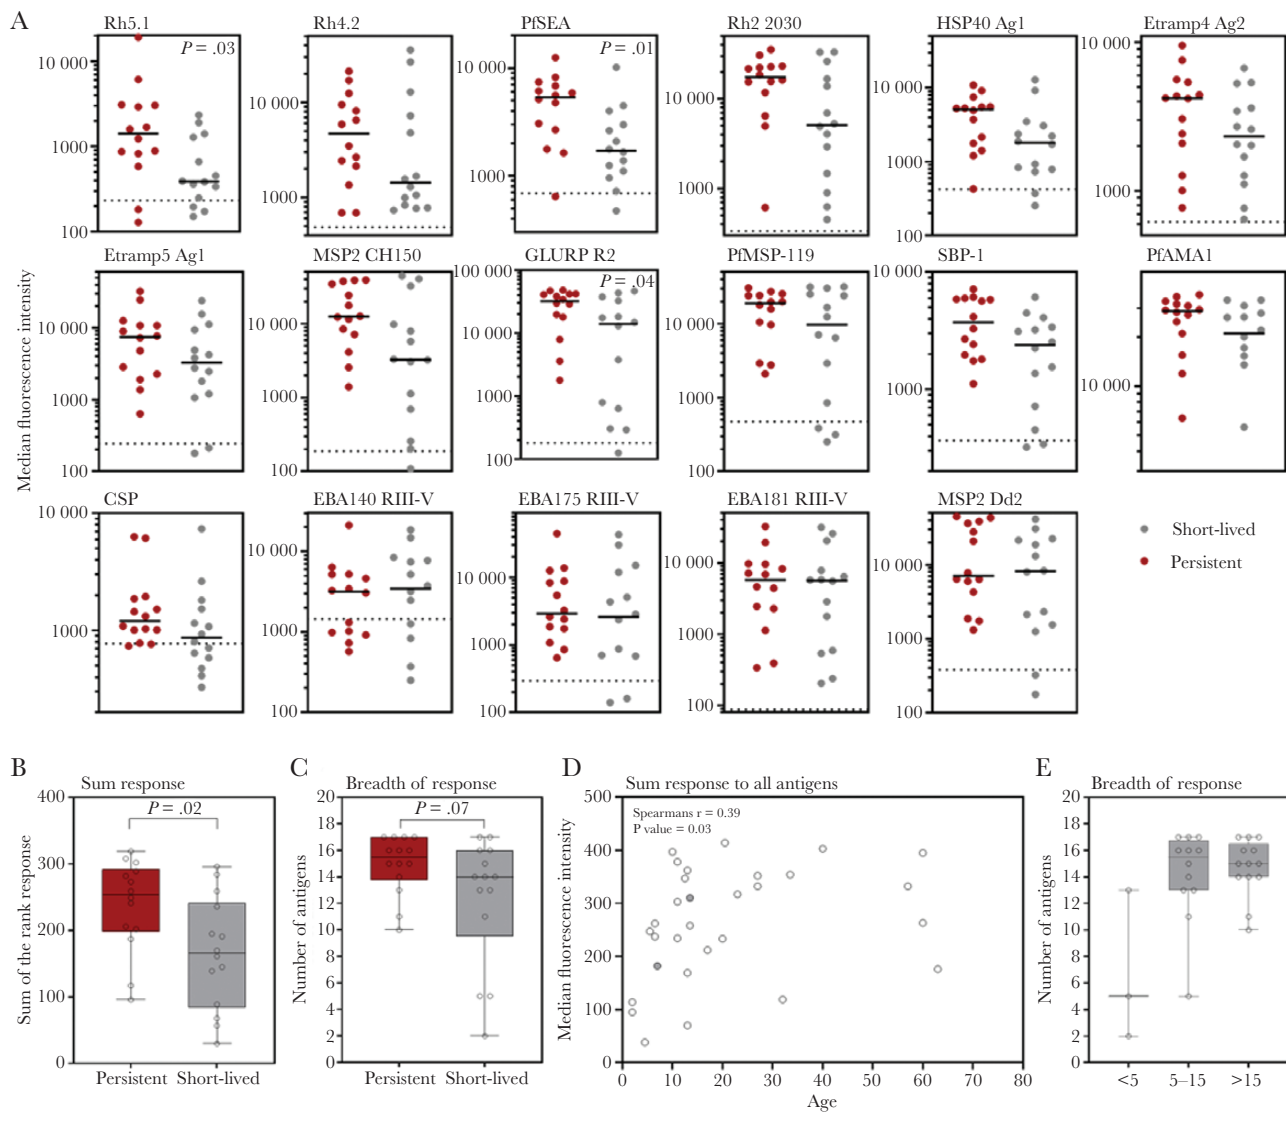 A
Rh5.1
Rh4.2
PfSEA
Rh2 2030
HSP40 Ag1
Etramp4 Ag2
P = .03
P = .01
10 000
1000
100
10 000
1000
10 000
1000
10 000
1000
10 000
1000
100
10 000
1000
Median fluorescence intensity
Etramp5 Ag1
MSP2 CH150
GLURP R2
PfMSP-119
SBP-1
PfAMA1
P = .04
10 000
1000
100
10 000
1000
100
100 000
10 000
1000
100
10 000
1000
100
10 000
1000
10 000
CSP
EBA140 RIII-V
EBA175 RIII-V
EBA181 RIII-V
MSP2 Dd2
10 000
1000
10 000
1000
100
10 000
1000
100
10 000
1000
100
10 000
1000
100
Short-lived
Persistent
B
Sum response
P = .02
Sum of the rank response
400
300
200
100
0
Persistent Short-lived
C
Breadth of response
P = .07
Number of antigens
20
18
16
14
12
10
8
6
4
2
0
Persistent Short-lived
D
Sum response to all antigens
Spearmans r = 0.39
P value = 0.03
Median fluorescence intensity
500
400
300
200
100
0
0 10 20 30 40 50 60 70 80
Age
E
Breadth of response
Number of antigens
20
18
16
14
12
10
8
6
4
2
0
<5 5–15 >15